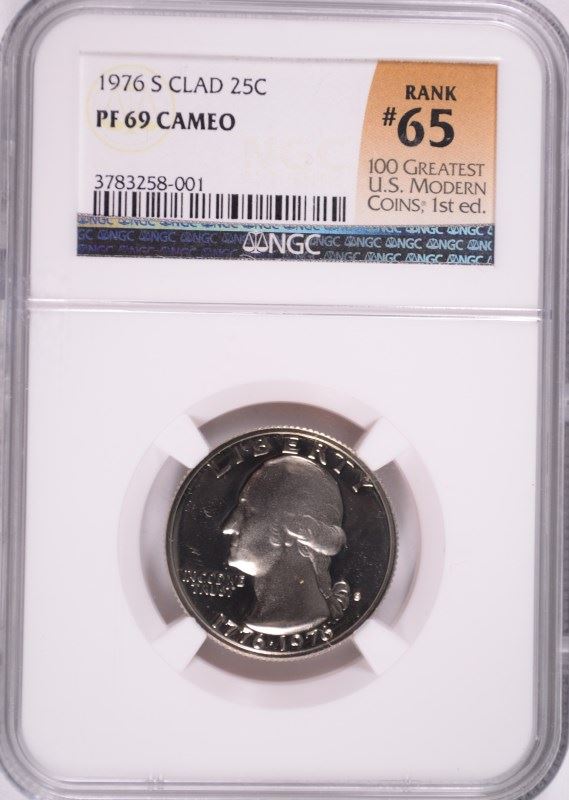 1976 S CLAD 25C
PF 69 CAMEO
3783258-001
RANK
#65
100 GREATEST
U.S. MODERN
COINS, 1st ed.
NGC
LIBERTY
IN GOD WE
TRUST
S
1776·1976